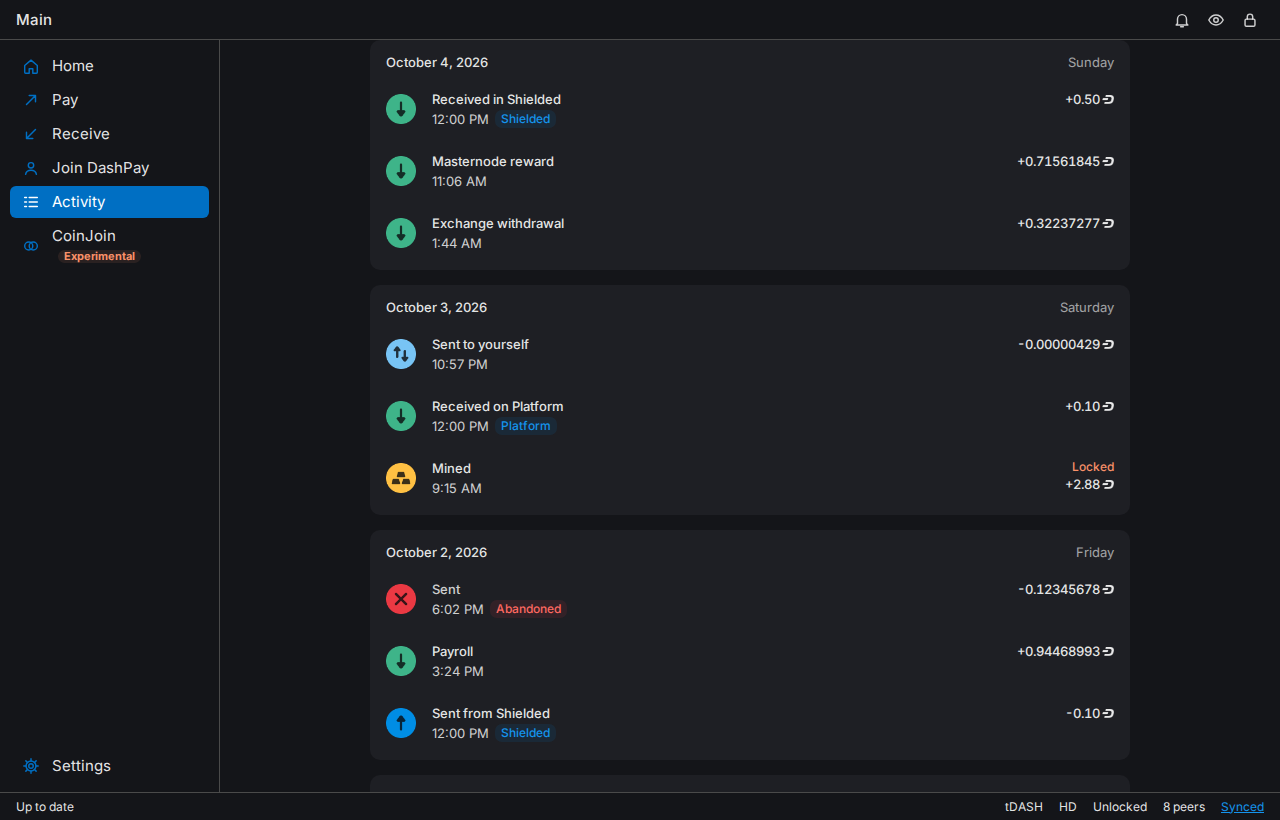 Main
Home
Pay
Receive
Join DashPay
Activity
CoinJoin
Experimental
Settings
October 4, 2026 Sunday
Received in Shielded +0.50
12:00 PM Shielded
Masternode reward +0.71561845
11:06 AM
Exchange withdrawal +0.32237277
1:44 AM
October 3, 2026 Saturday
Sent to yourself -0.00000429
10:57 PM
Received on Platform +0.10
12:00 PM Platform
Mined Locked
9:15 AM +2.88
October 2, 2026 Friday
Sent -0.12345678
6:02 PM Abandoned
Payroll +0.94468993
3:24 PM
Sent from Shielded -0.10
12:00 PM Shielded
Up to date tDASH HD Unlocked 8 peers Synced